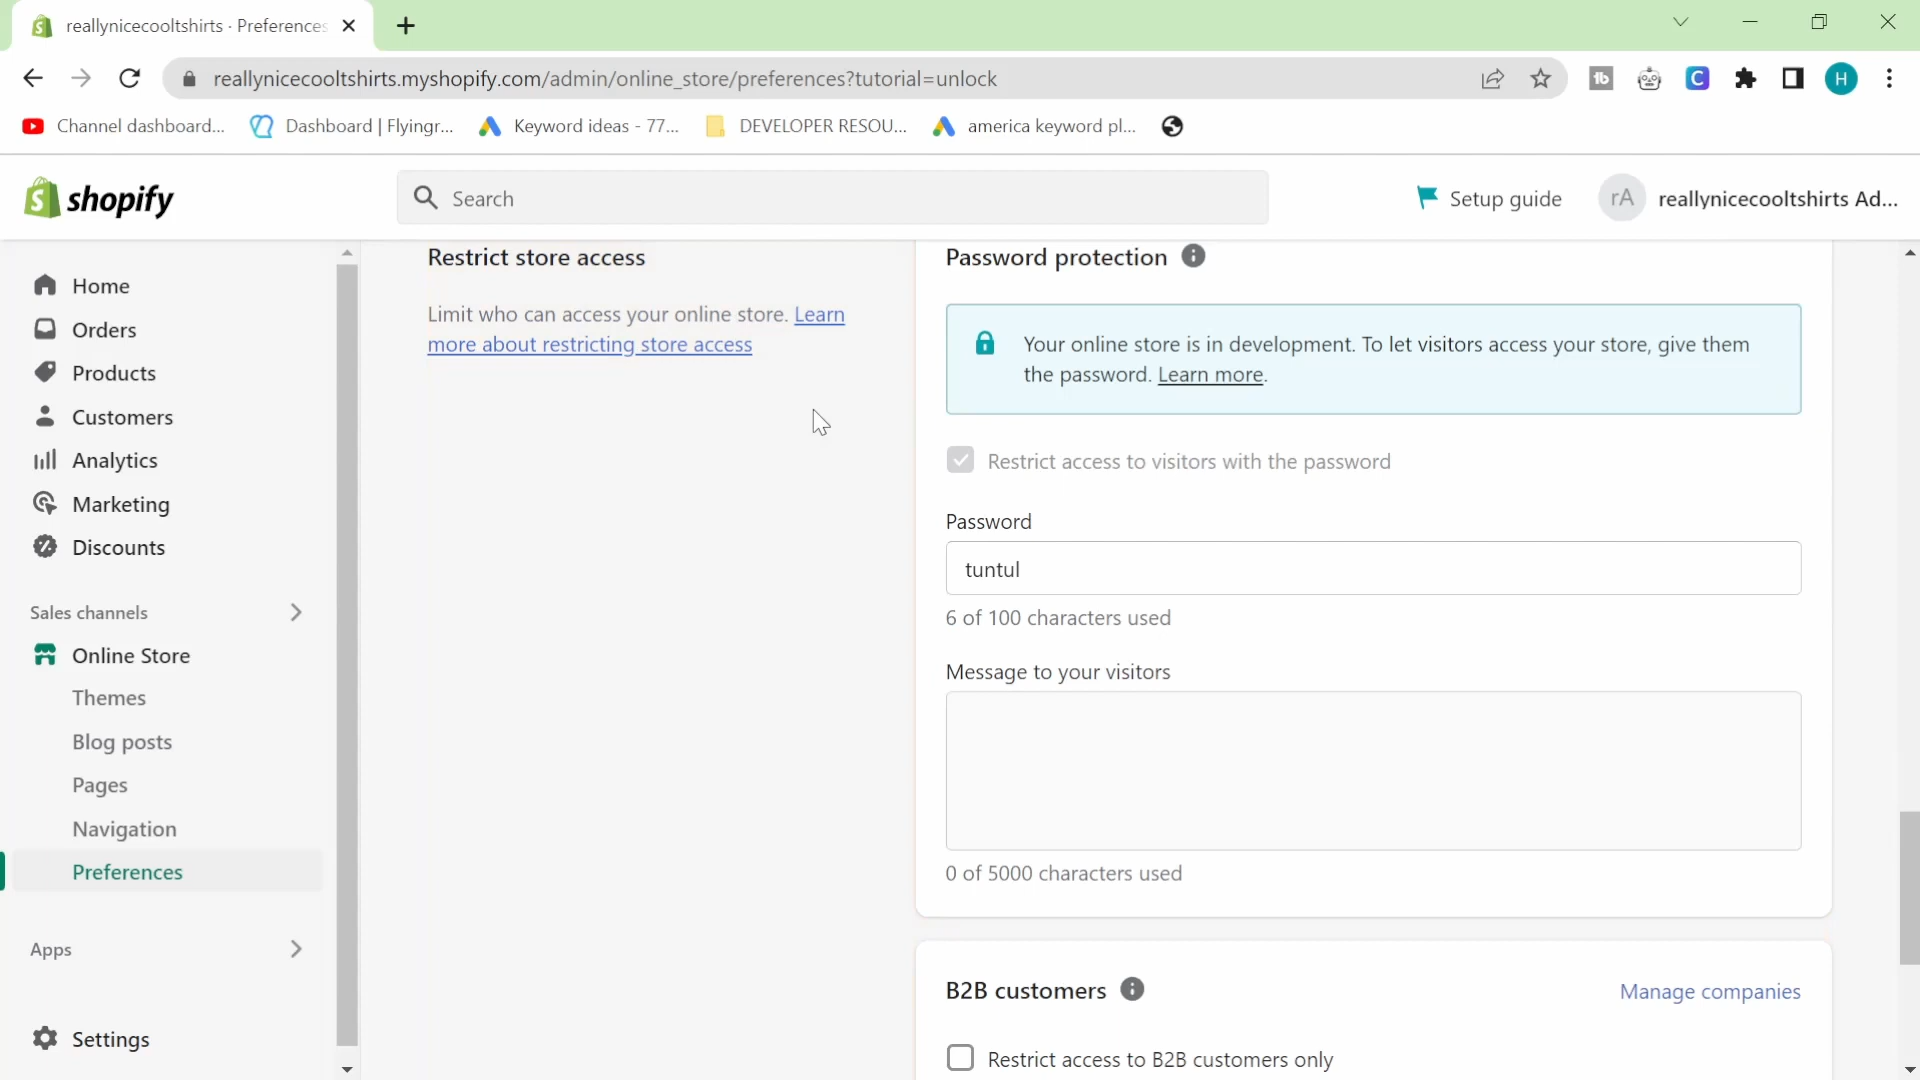 reallynicecooltshirts · Preferences
reallynicecooltshirts.myshopify.com/admin/online_store/preferences?tutorial=unlock
H
Channel dashboard...
Dashboard | Flyingr...
Keyword ideas - 77...
DEVELOPER RESOU...
america keyword pl...
shopify
Search
Setup guide
rA
reallynicecooltshirts Ad...
Home
Orders
Products
Customers
Analytics
Marketing
Discounts
Sales channels
Online Store
Themes
Blog posts
Pages
Navigation
Preferences
Apps
Settings
Restrict store access
Limit who can access your online store. Learn
more about restricting store access
Password protection
Your online store is in development. To let visitors access your store, give them
the password. Learn more.
Restrict access to visitors with the password
Password
tuntul
6 of 100 characters used
Message to your visitors
0 of 5000 characters used
B2B customers
Manage companies
Restrict access to B2B customers only